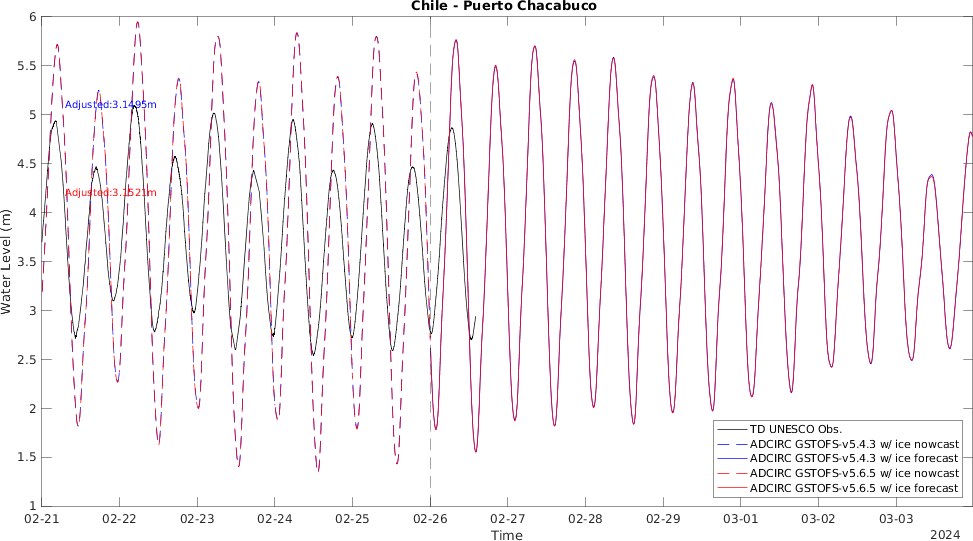 Chile - Puerto Chacabuco
6
5.5
5
4.5
4
3.5
3
2.5
2
1.5
1
Water Level (m)
Adjusted:3.1495m
Adjusted:3.1521m
TD UNESCO Obs.
ADCIRC GSTOFS-v5.4.3 w/ ice nowcast
ADCIRC GSTOFS-v5.4.3 w/ ice forecast
ADCIRC GSTOFS-v5.6.5 w/ ice nowcast
ADCIRC GSTOFS-v5.6.5 w/ ice forecast
02-21 02-22 02-23 02-24 02-25 02-26 02-27 02-28 02-29 03-01 03-02 03-03
Time
2024